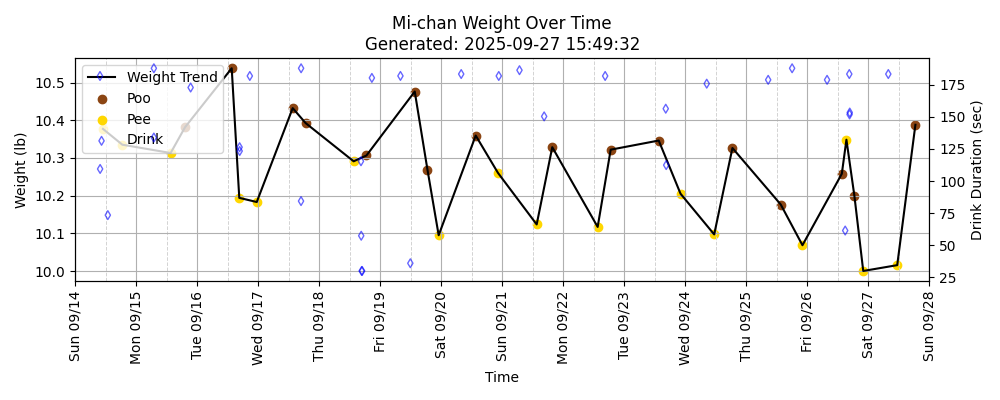 Mi-chan Weight Over Time
Generated: 2025-09-27 15:49:32
Weight (lb)
10.5
10.4
10.3
10.2
10.1
10.0
Weight Trend
Poo
Pee
Drink
175
150
125
100
75
50
25
Drink Duration (sec)
Sun 09/14
Mon 09/15
Tue 09/16
Wed 09/17
Thu 09/18
Fri 09/19
Sat 09/20
Sun 09/21
Mon 09/22
Tue 09/23
Wed 09/24
Thu 09/25
Fri 09/26
Sat 09/27
Sun 09/28
Time